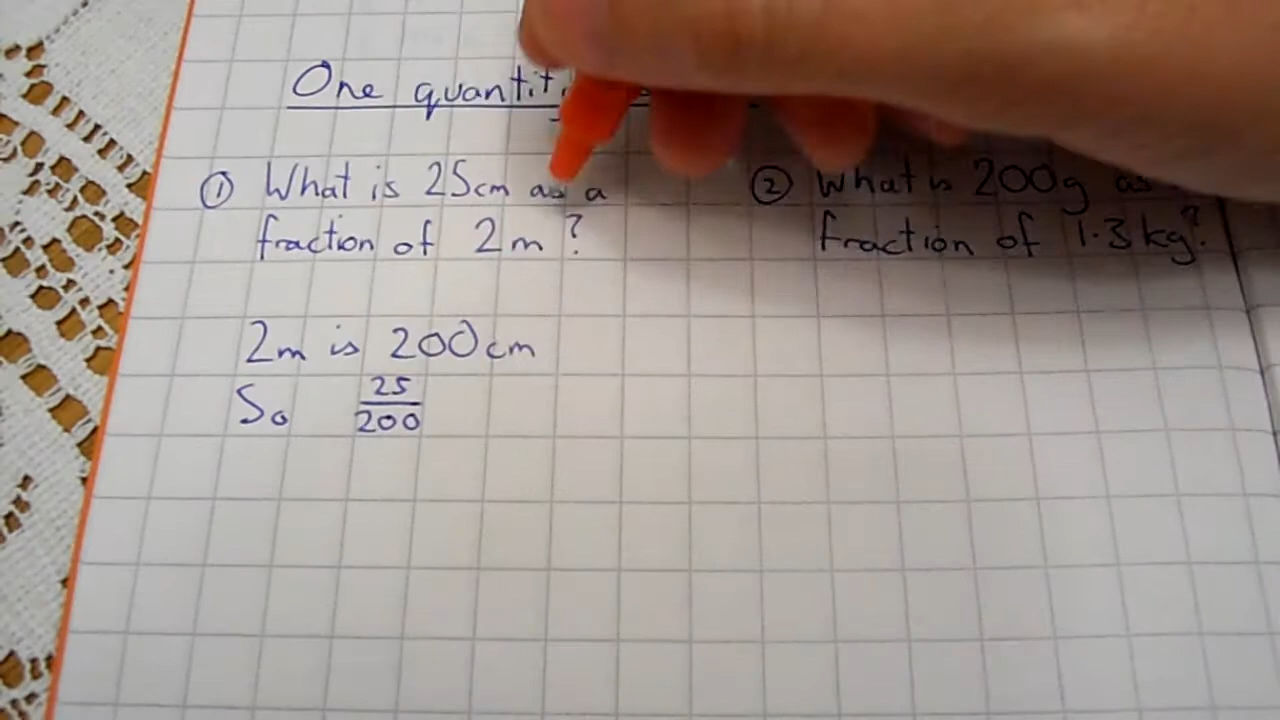 One
① What is 25cm as a
fraction of 2m?
2m is 200cm
So 25
200
② What is 200g as
fraction of 1.3kg?